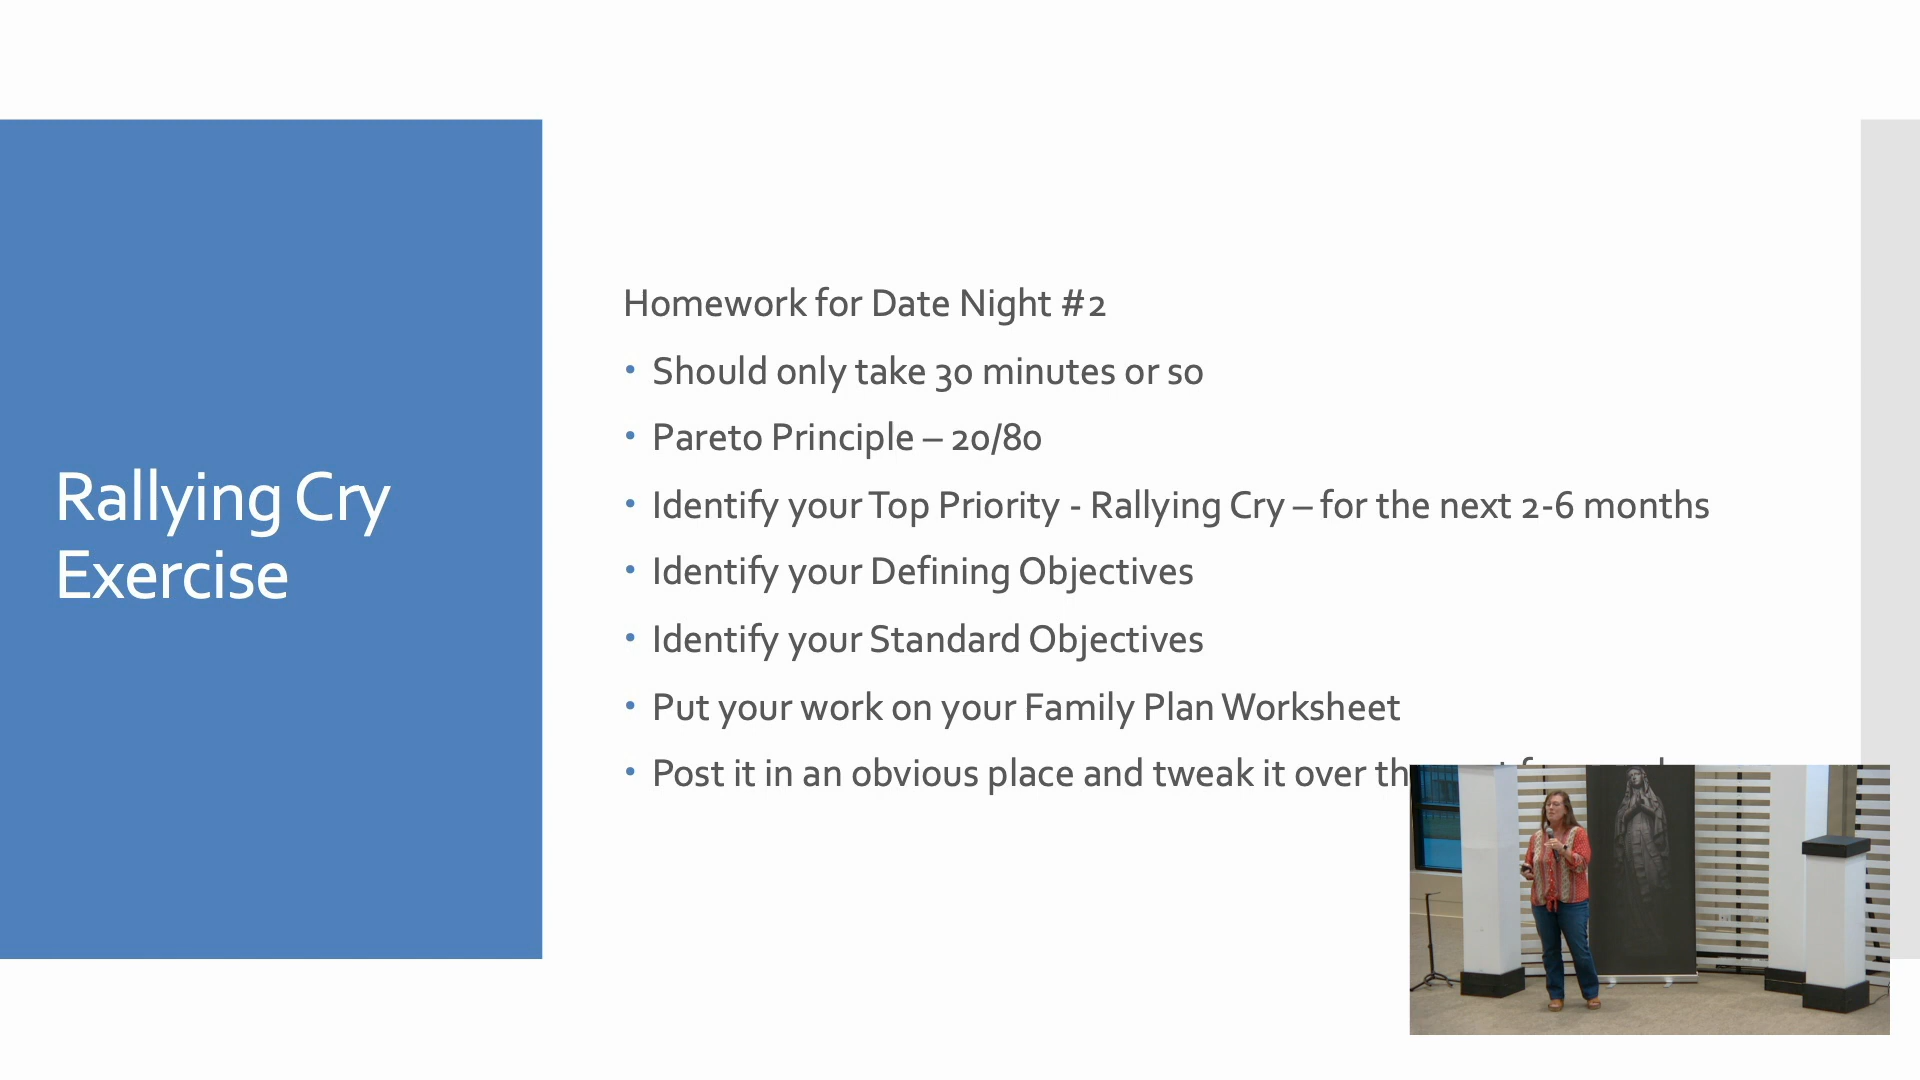 Rallying Cry
Exercise
Homework for Date Night #2
• Should only take 30 minutes or so
• Pareto Principle – 20/80
• Identify your Top Priority - Rallying Cry – for the next 2-6 months
• Identify your Defining Objectives
• Identify your Standard Objectives
• Put your work on your Family Plan Worksheet
• Post it in an obvious place and tweak it over